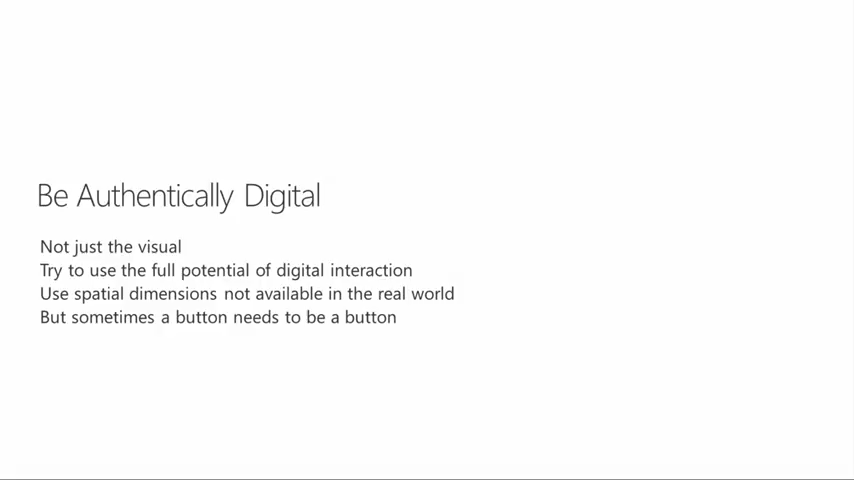 Be Authentically Digital
Not just the visual
Try to use the full potential of digital interaction
Use spatial dimensions not available in the real world
But sometimes a button needs to be a button